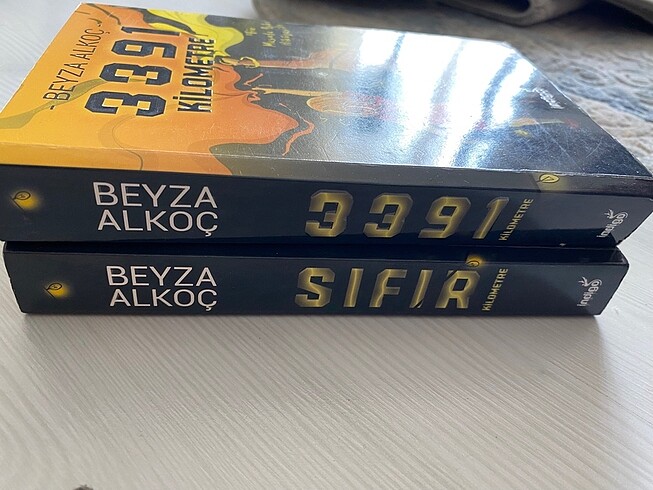 BEYZA ALKOÇ
3391
KİLOMETRE
BEYZA
ALKOÇ
3391
KİLOMETRE
indigo
BEYZA
ALKOÇ
SIFIR
KİLOMETRE
indigo